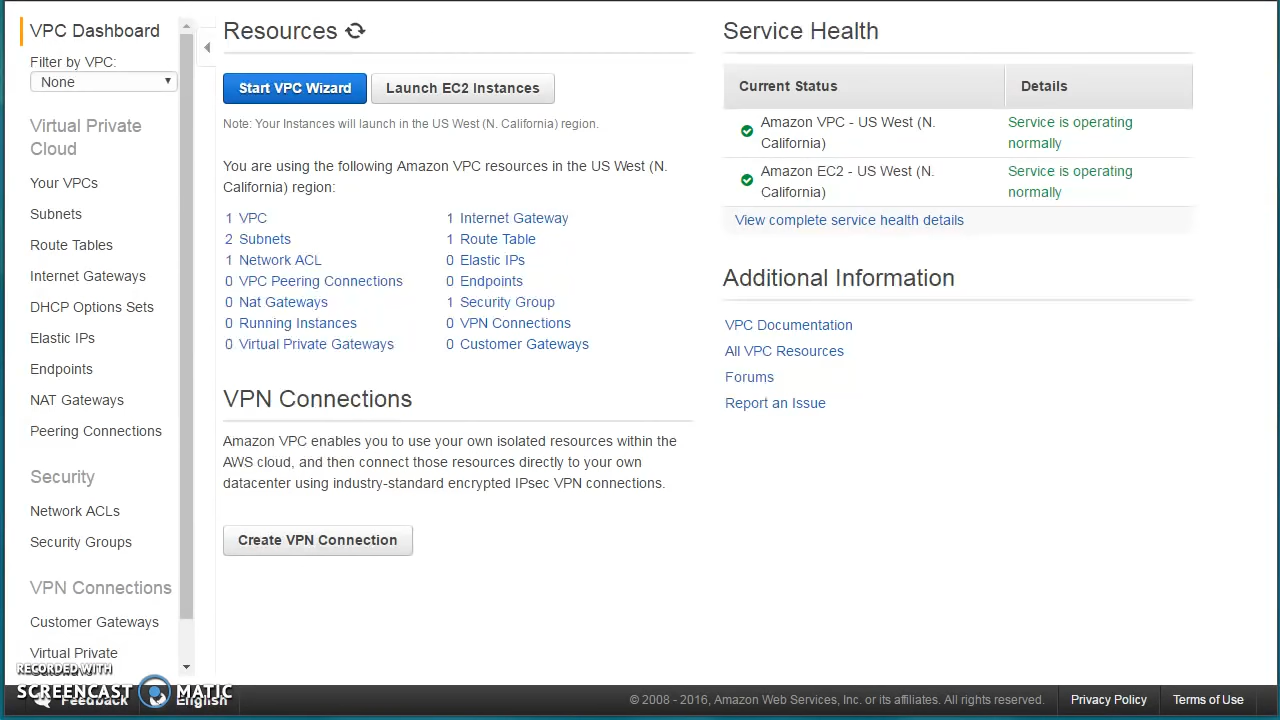 VPC Dashboard
Filter by VPC:
None
Virtual Private
Cloud
Your VPCs
Subnets
Route Tables
Internet Gateways
DHCP Options Sets
Elastic IPs
Endpoints
NAT Gateways
Peering Connections
Security
Network ACLs
Security Groups
VPN Connections
Customer Gateways
Virtual Private
Resources
Start VPC Wizard
Launch EC2 Instances
Note: Your Instances will launch in the US West (N. California) region.
You are using the following Amazon VPC resources in the US West (N.
California) region:
1 VPC
1 Internet Gateway
2 Subnets
1 Route Table
1 Network ACL
0 Elastic IPs
0 VPC Peering Connections
0 Endpoints
0 Nat Gateways
1 Security Group
0 Running Instances
0 VPN Connections
0 Virtual Private Gateways
0 Customer Gateways
VPN Connections
Amazon VPC enables you to use your own isolated resources within the
AWS cloud, and then connect those resources directly to your own
datacenter using industry-standard encrypted IPsec VPN connections.
Create VPN Connection
Service Health
Current Status
Details
Amazon VPC - US West (N.
California)
Service is operating
normally
Amazon EC2 - US West (N.
California)
Service is operating
normally
View complete service health details
Additional Information
VPC Documentation
All VPC Resources
Forums
Report an Issue
RECORDED WITH
SCREENCAST MATIC
Feedback
English
© 2008 - 2016, Amazon Web Services, Inc. or its affiliates. All rights reserved.
Privacy Policy
Terms of Use